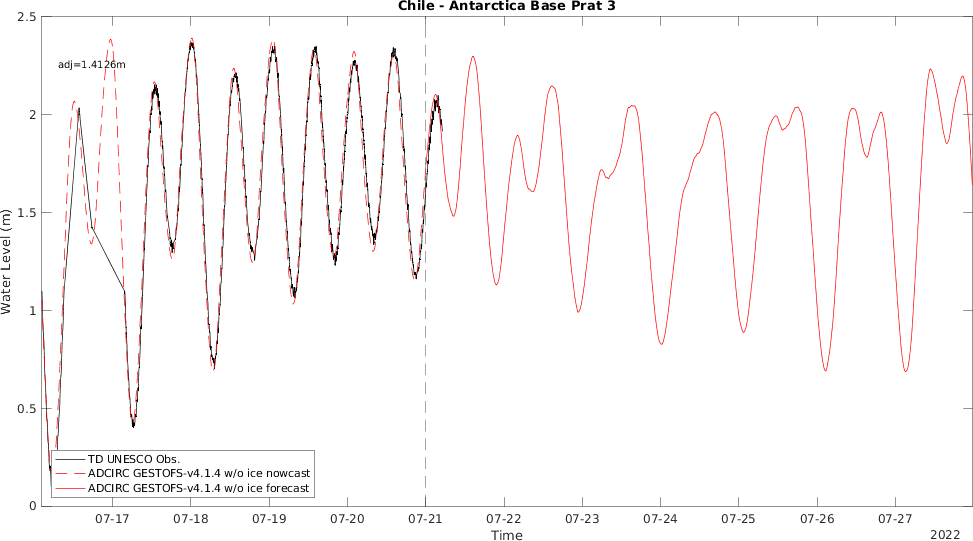 Chile - Antarctica Base Prat 3
2.5
adj=1.4126m
2
1.5
Water Level (m)
1
0.5
TD UNESCO Obs.
ADCIRC GESTOFS-v4.1.4 w/o ice nowcast
ADCIRC GESTOFS-v4.1.4 w/o ice forecast
0
07-17 07-18 07-19 07-20 07-21 07-22 07-23 07-24 07-25 07-26 07-27
Time
2022